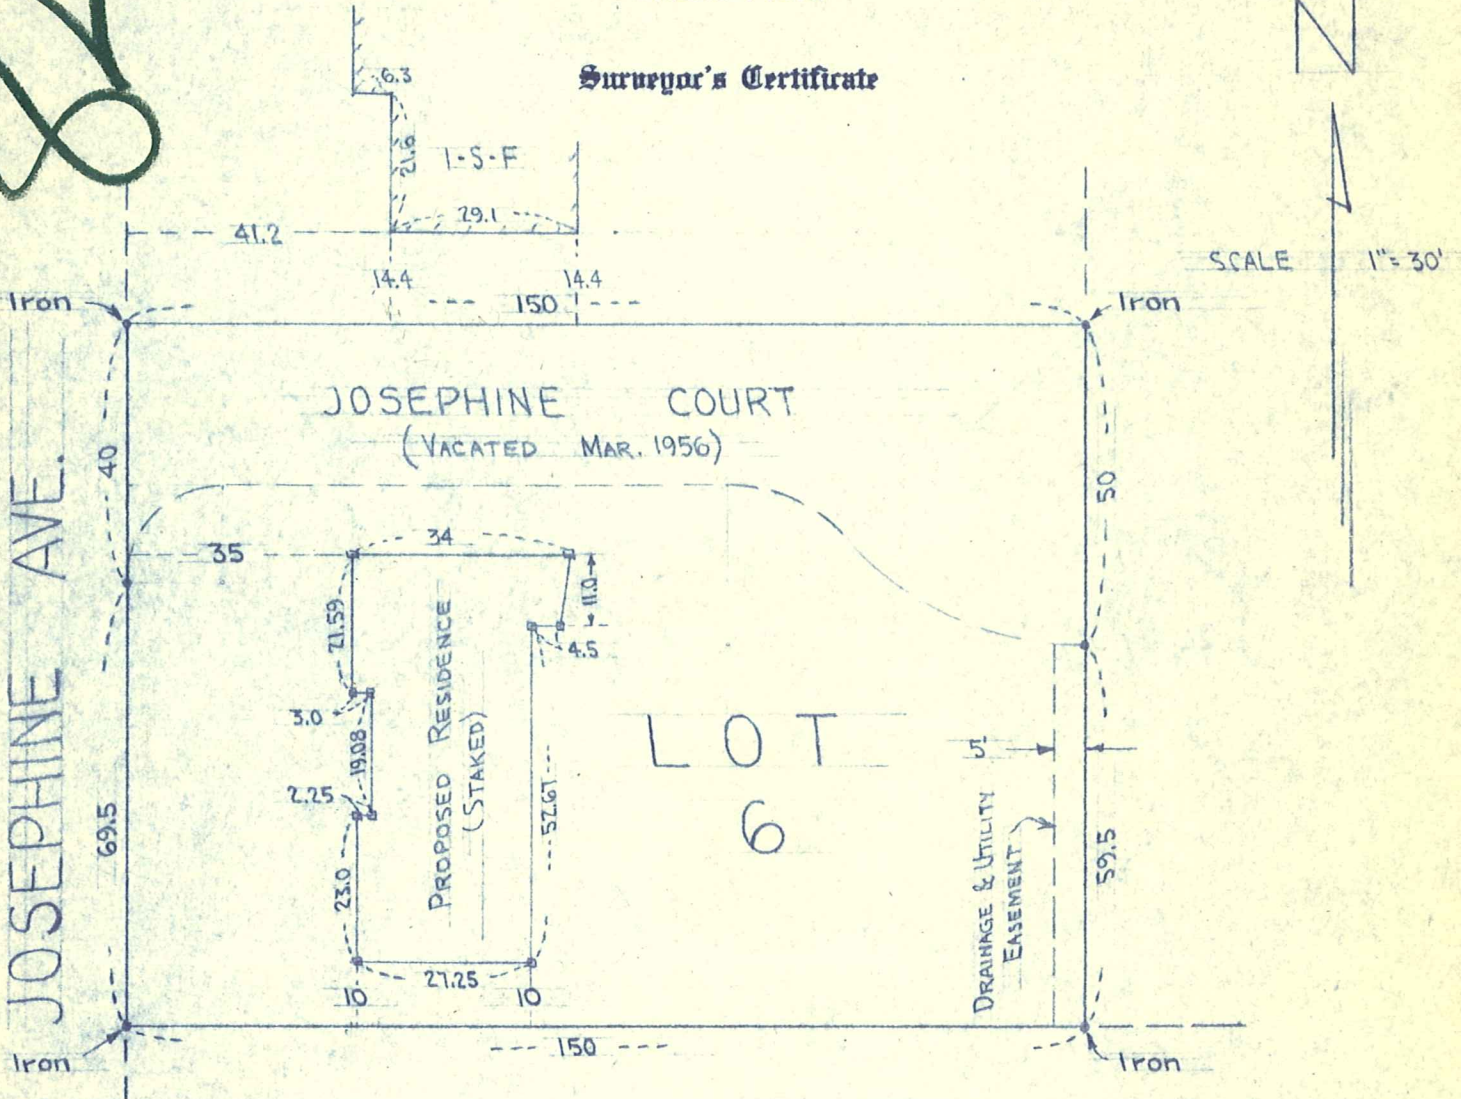 Surveyor's Certificate
N
6.3
21.6
1-S-F
29.1
41.2
14.4
14.4
SCALE 1"=30'
Iron
150
Iron
JOSEPHINE COURT
(VACATED MAR. 1956)
40
50
JOSEPHINE AVE.
35
34
11.0
21.59
4.5
3.0
PROPOSED RESIDENCE
(STAKED)
19.08
2.25
52.67
LOT
6
5'
69.5
23.0
59.5
DRAINAGE & UTILITY
EASEMENT
27.25
10
10
150
Iron
Iron